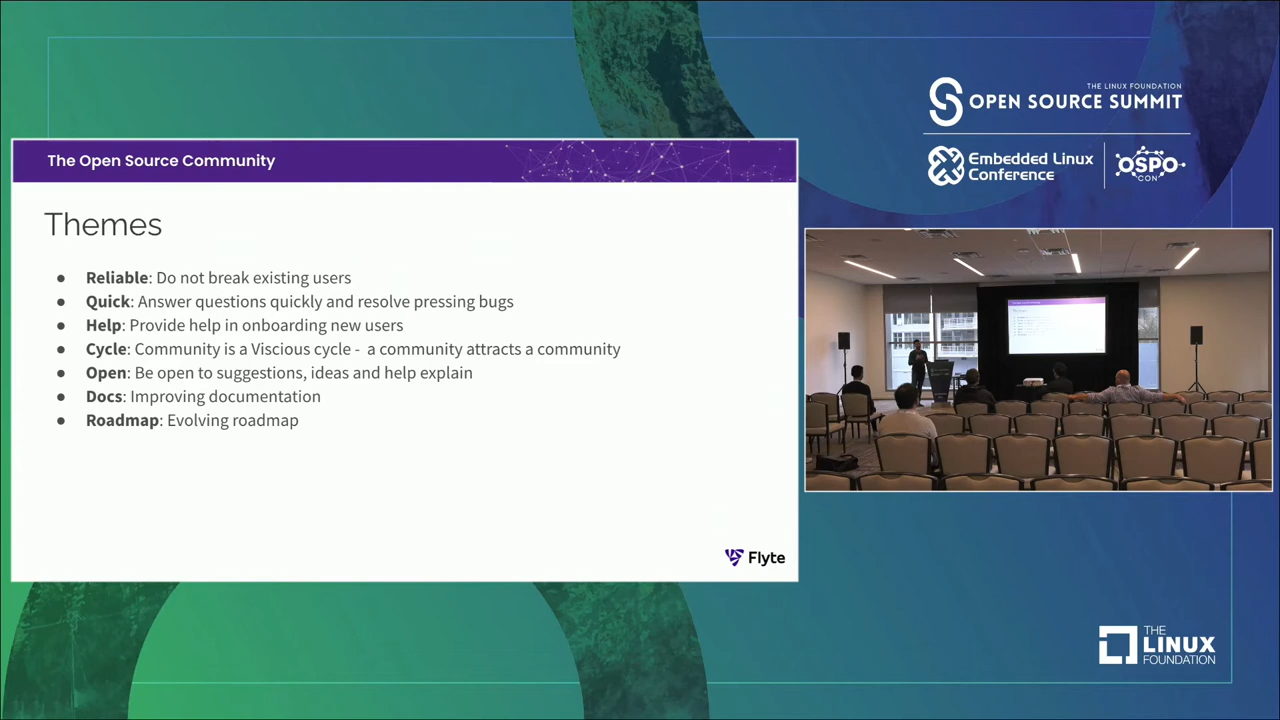 The Open Source Community
Themes
● Reliable: Do not break existing users
● Quick: Answer questions quickly and resolve pressing bugs
● Help: Provide help in onboarding new users
● Cycle: Community is a Viscious cycle - a community attracts a community
● Open: Be open to suggestions, ideas and help explain
● Docs: Improving documentation
● Roadmap: Evolving roadmap
Flyte
THE LINUX FOUNDATION
OPEN SOURCE SUMMIT
Embedded Linux
Conference
OSPO
CON
THE
LINUX
FOUNDATION